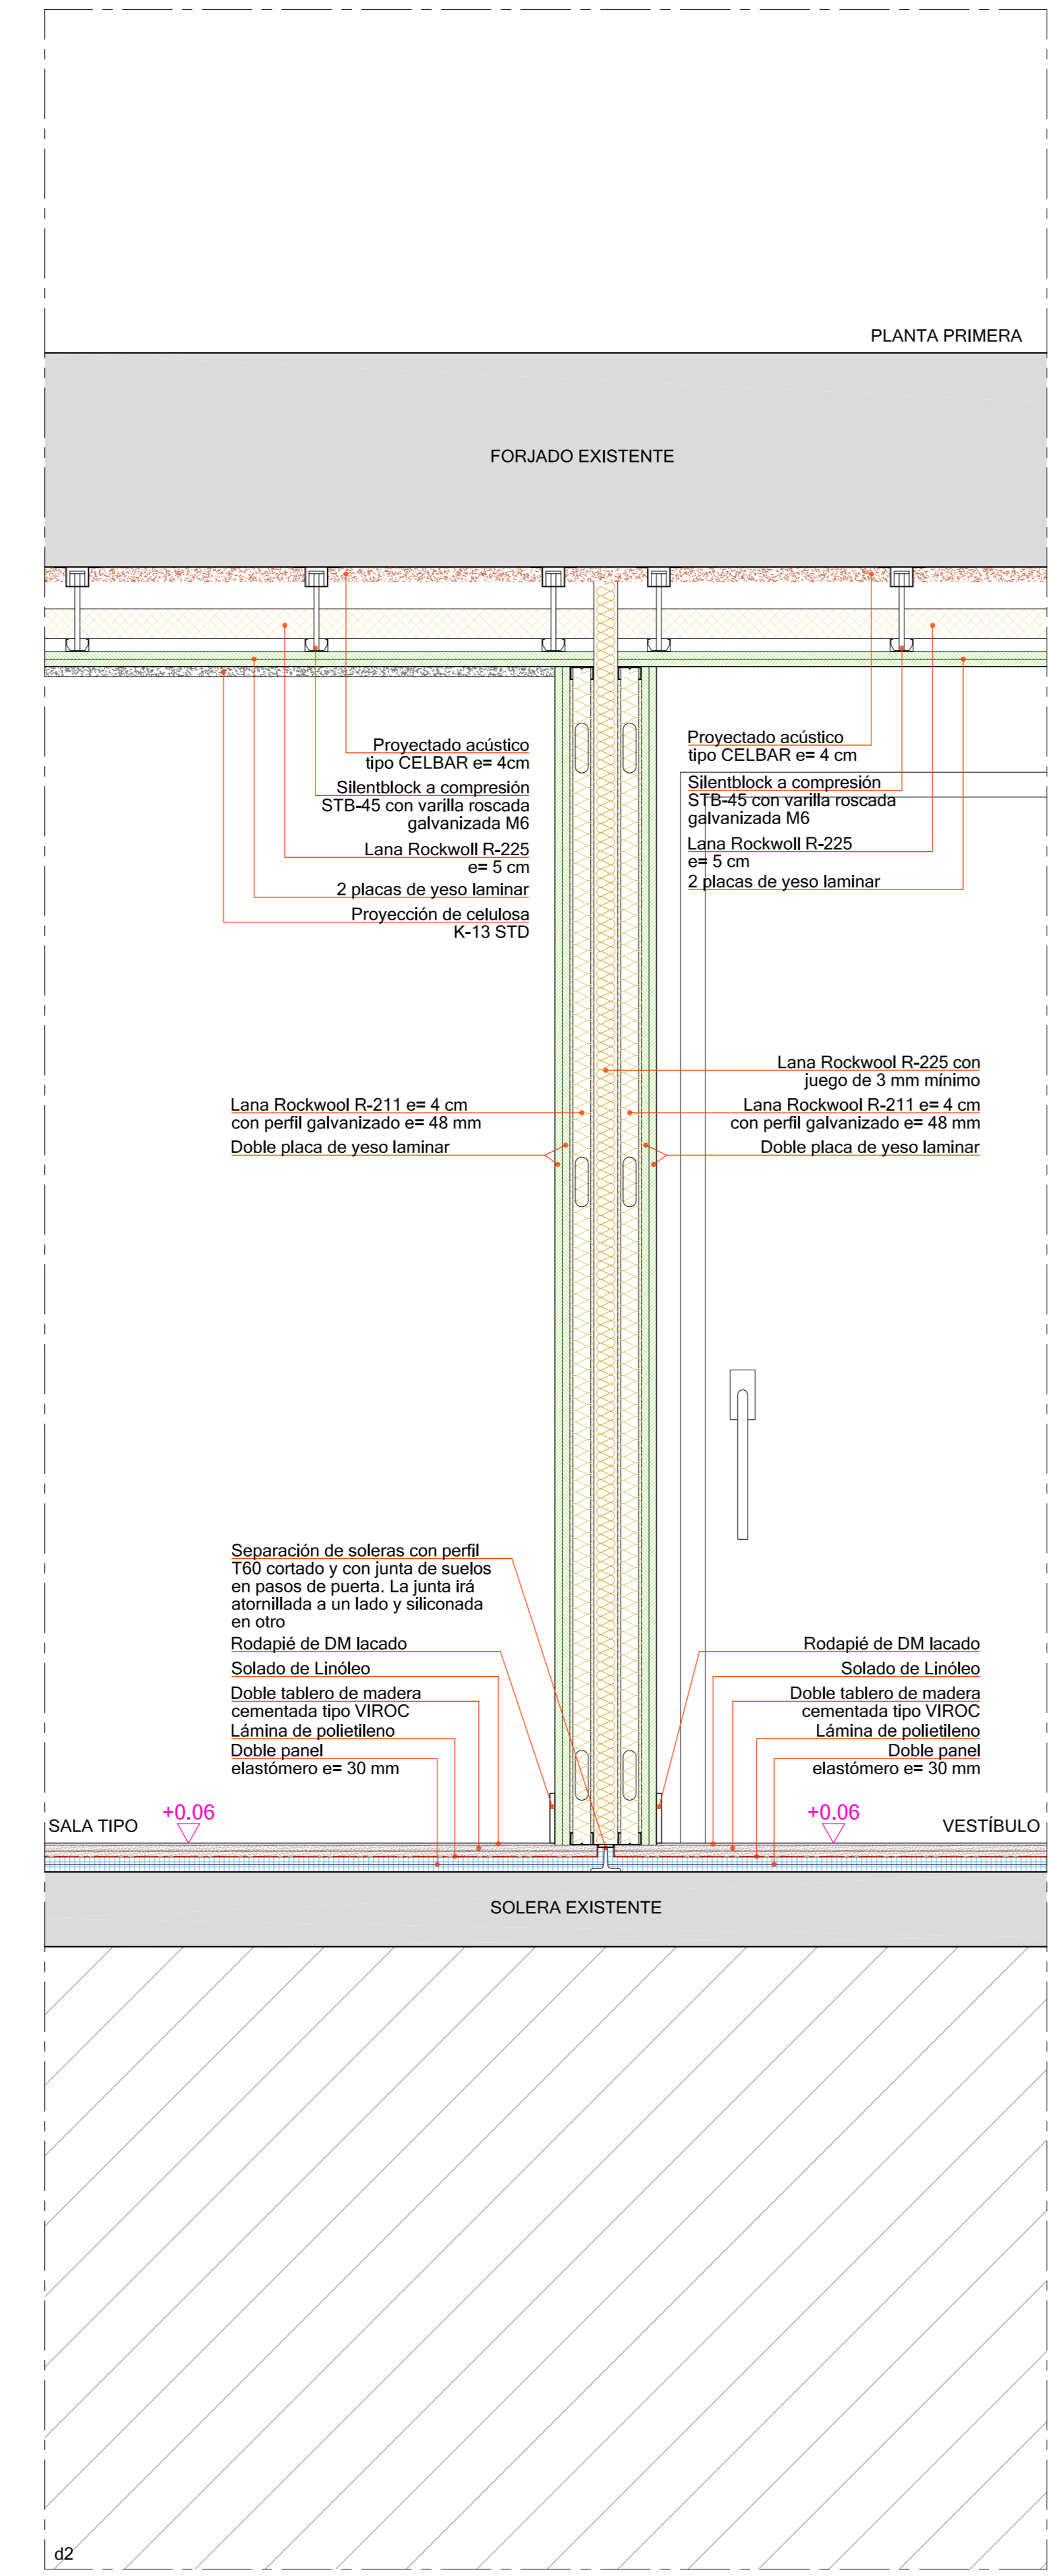 PLANTA PRIMERA
FORJADO EXISTENTE
Proyectado acústico
tipo CELBAR e= 4cm
Silentblock a compresión
STB-45 con varilla roscada
galvanizada M6
Lana Rockwoll R-225
e= 5 cm
2 placas de yeso laminar
Proyección de celulosa
K-13 STD
Proyectado acústico
tipo CELBAR e= 4 cm
Silentblock a compresión
STB-45 con varilla roscada
galvanizada M6
Lana Rockwoll R-225
e= 5 cm
2 placas de yeso laminar
Lana Rockwool R-225 con
juego de 3 mm mínimo
Lana Rockwool R-211 e= 4 cm
con perfil galvanizado e= 48 mm
Doble placa de yeso laminar
Lana Rockwool R-211 e= 4 cm
con perfil galvanizado e= 48 mm
Doble placa de yeso laminar
Separación de soleras con perfil
T60 cortado y con junta de suelos
en pasos de puerta. La junta irá
atornillada a un lado y siliconada
en otro
Rodapié de DM lacado
Solado de Linóleo
Doble tablero de madera
cementada tipo VIROC
Lámina de polietileno
Doble panel
elastómero e= 30 mm
Rodapié de DM lacado
Solado de Linóleo
Doble tablero de madera
cementada tipo VIROC
Lámina de polietileno
Doble panel
elastómero e= 30 mm
SALA TIPO
+0.06
+0.06
VESTÍBULO
SOLERA EXISTENTE
d2